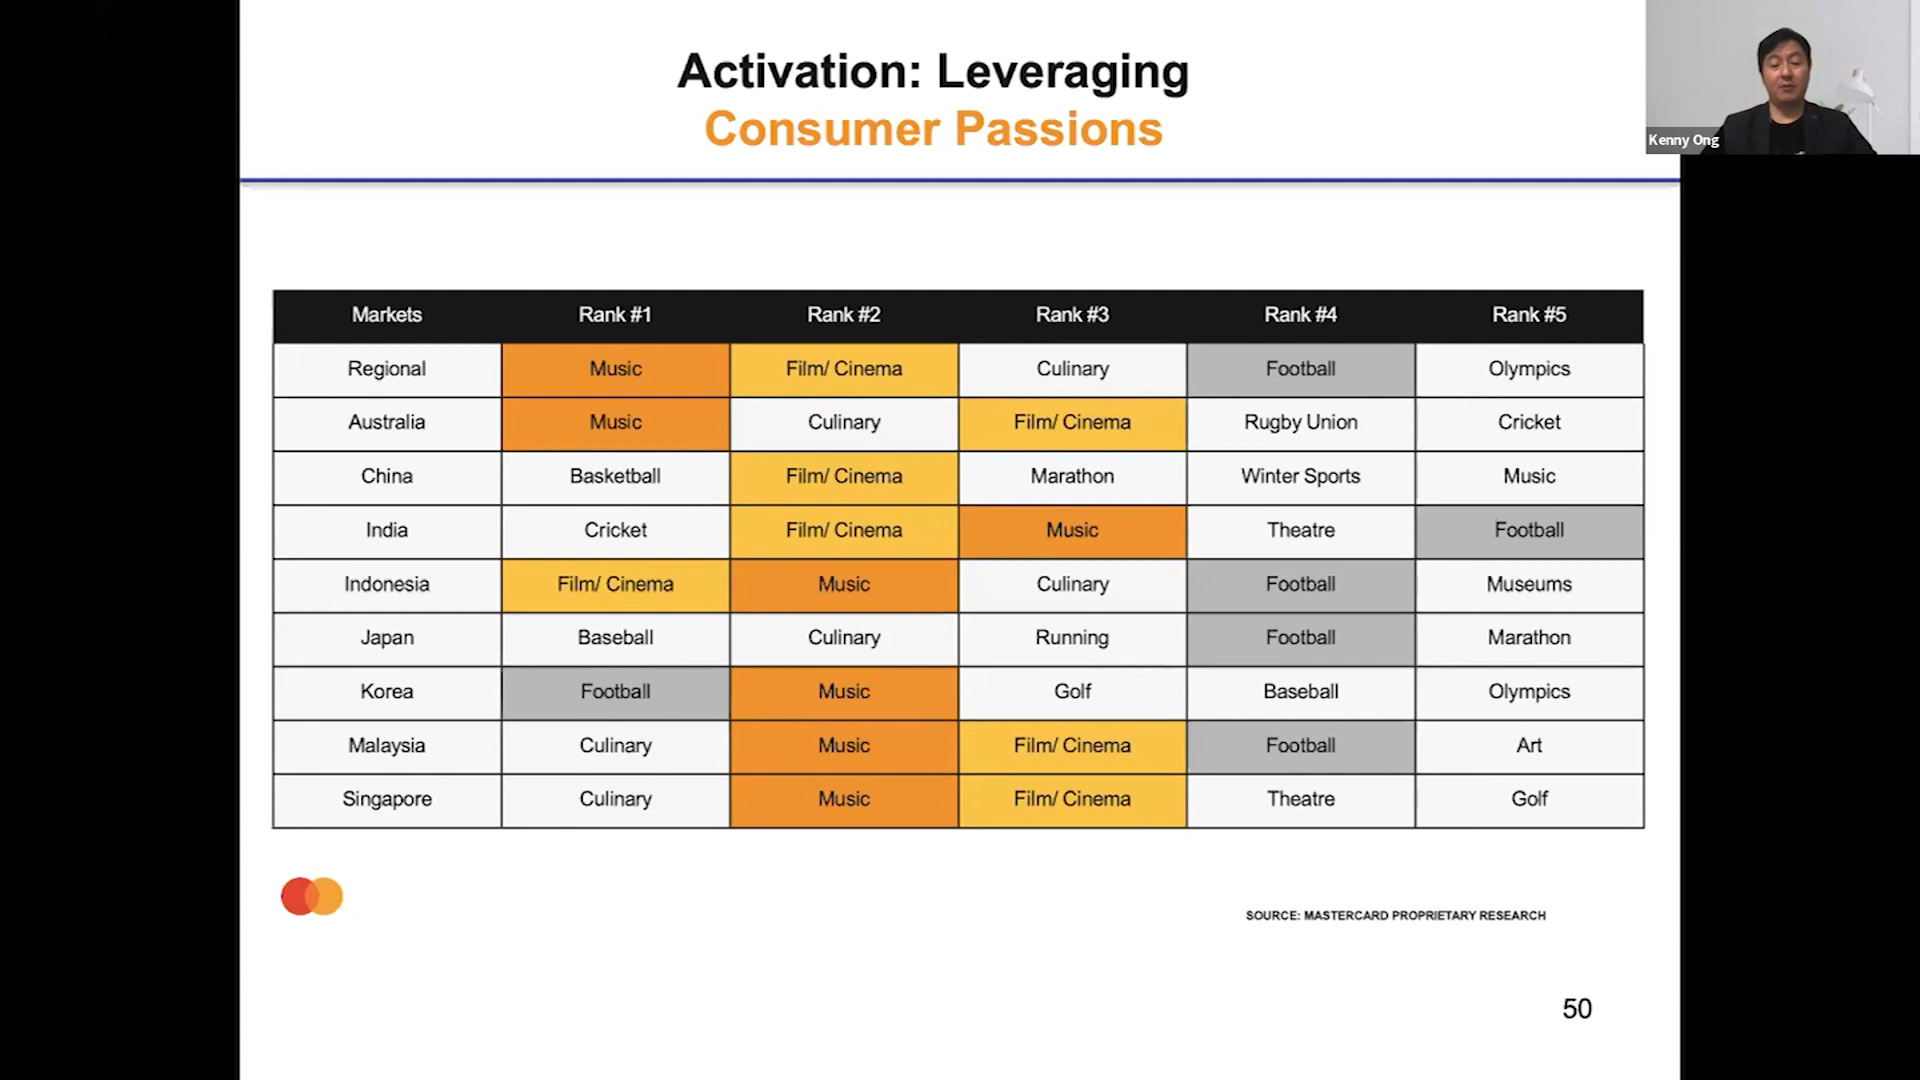 Activation: Leveraging
Consumer Passions
Kenny Ong
Markets Rank #1 Rank #2 Rank #3 Rank #4 Rank #5
Regional Music Film/ Cinema Culinary Football Olympics
Australia Music Culinary Film/ Cinema Rugby Union Cricket
China Basketball Film/ Cinema Marathon Winter Sports Music
India Cricket Film/ Cinema Music Theatre Football
Indonesia Film/ Cinema Music Culinary Football Museums
Japan Baseball Culinary Running Football Marathon
Korea Football Music Golf Baseball Olympics
Malaysia Culinary Music Film/ Cinema Football Art
Singapore Culinary Music Film/ Cinema Theatre Golf
SOURCE: MASTERCARD PROPRIETARY RESEARCH
50